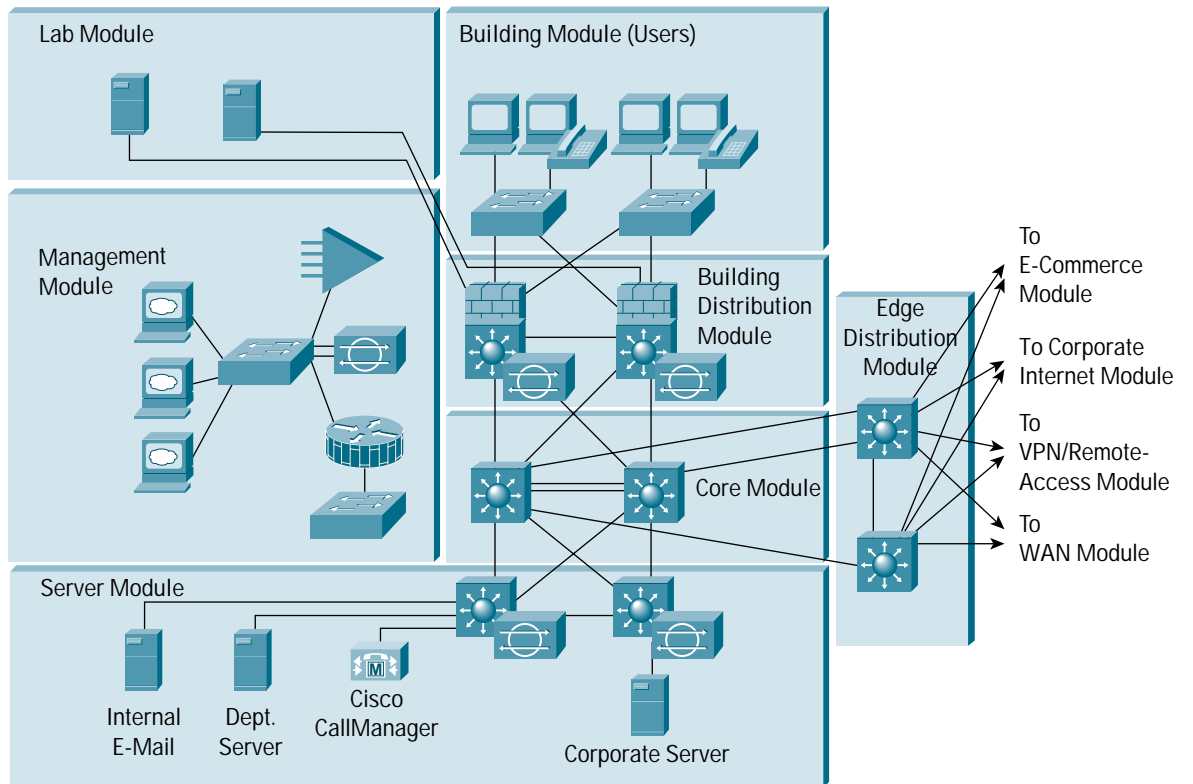 Lab Module
Building Module (Users)
Management
Module
Building
Distribution
Module
Edge
Distribution
Module
To
E-Commerce
Module
To Corporate
Internet Module
To
VPN/Remote-
Access Module
To
WAN Module
Core Module
Server Module
M
Internal
E-Mail
Dept.
Server
Cisco
CallManager
Corporate Server